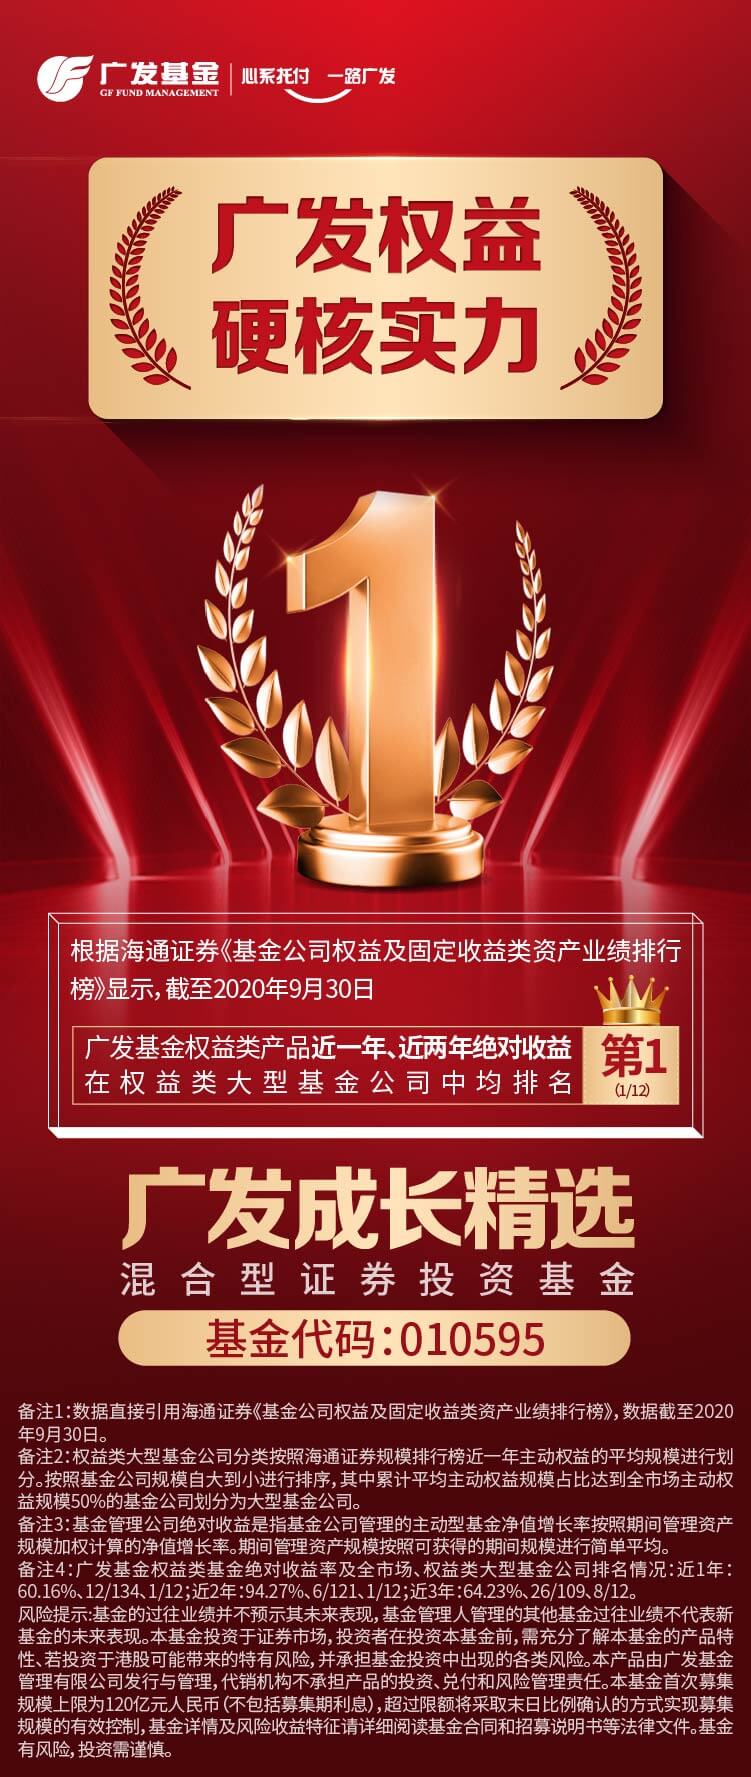 广发基金 心系托付 一路广发
GF FUND MANAGEMENT
广发权益
硬核实力
1
根据海通证券《基金公司权益及固定收益类资产业绩排行
榜》显示，截至2020年9月30日
广发基金权益类产品近一年、近两年绝对收益
在权益类大型基金公司中均排名
第1
（1/12）
广发成长精选
混合型证券投资基金
基金代码：010595
备注1：数据直接引用海通证券《基金公司权益及固定收益类资产业绩排行榜》，数据截至2020
年9月30日。
备注2：权益类大型基金公司分类按照海通证券规模排行榜近一年主动权益的平均规模进行划
分。按照基金公司规模自大到小进行排序，其中累计平均主动权益规模占比达到全市场主动权
益规模50%的基金公司划分为大型基金公司。
备注3：基金管理公司绝对收益是指基金公司管理的主动型基金净值增长率按照期间管理资产
规模加权计算的净值增长率。期间管理资产规模按照可获得的期间规模进行简单平均。
备注4：广发基金权益类基金绝对收益率及全市场、权益类大型基金公司排名情况：近1年：
60.16%、12/134、1/12；近2年：94.27%、6/121、1/12；近3年：64.23%、26/109、8/12。
风险提示：基金的过往业绩并不预示其未来表现，基金管理人管理的其他基金过往业绩不代表新
基金的未来表现。本基金投资于证券市场，投资者在投资本基金前，需充分了解本基金的产品特
性、若投资于港股可能带来的特有风险，并承担基金投资中出现的各类风险。本产品由广发基金
管理有限公司发行与管理，代销机构不承担产品的投资、兑付和风险管理责任。本基金首次募集
规模上限为120亿元人民币（不包括募集期利息），超过限额将采取末日比例确认的方式实现募集
规模的有效控制，基金详情及风险收益特征请详细阅读基金合同和招募说明书等法律文件。基金
有风险，投资需谨慎。